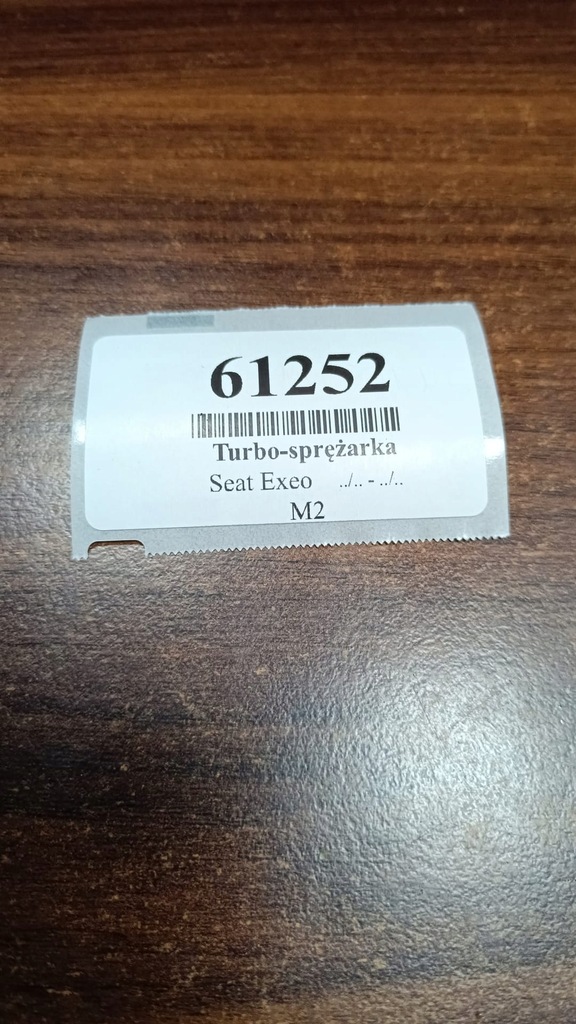 61252
Turbo-sprężarka
Seat Exeo ../.. - ../..
M2